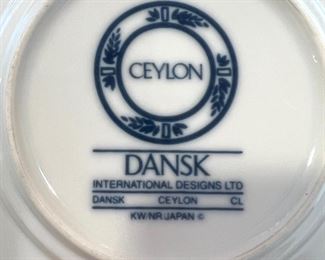 CEYLON
DANSK
INTERNATIONAL DESIGNS LTD
DANSK CEYLON CL
KW/NR/JAPAN ©